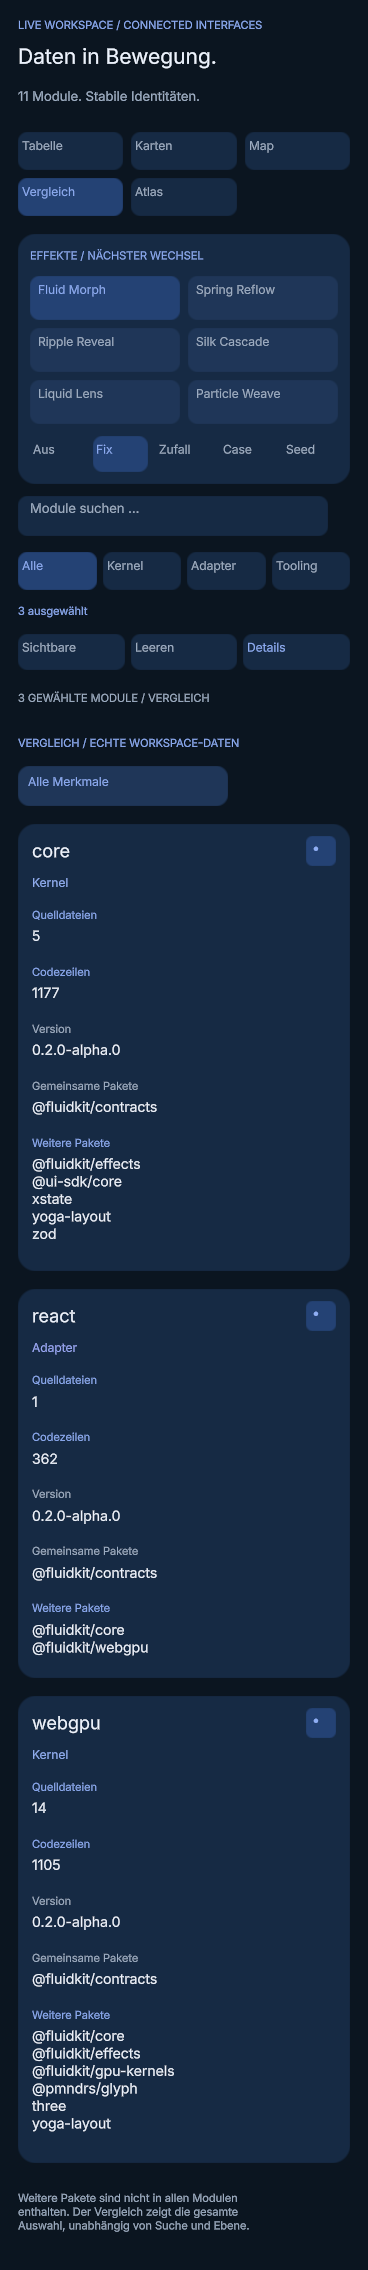 LIVE WORKSPACE / CONNECTED INTERFACES
Daten in Bewegung.
11 Module. Stabile Identitäten.
Tabelle
Karten
Map
Vergleich
Atlas
EFFEKTE / NÄCHSTER WECHSEL
Fluid Morph
Spring Reflow
Ripple Reveal
Silk Cascade
Liquid Lens
Particle Weave
Aus
Fix
Zufall
Case
Seed
Module suchen ...
Alle
Kernel
Adapter
Tooling
3 ausgewählt
Sichtbare
Leeren
Details
3 GEWÄHLTE MODULE / VERGLEICH
VERGLEICH / ECHTE WORKSPACE-DATEN
Alle Merkmale
core
Kernel
Quelldateien
5
Codezeilen
1177
Version
0.2.0-alpha.0
Gemeinsame Pakete
@fluidkit/contracts
Weitere Pakete
@fluidkit/effects
@ui-sdk/core
xstate
yoga-layout
zod
react
Adapter
Quelldateien
1
Codezeilen
362
Version
0.2.0-alpha.0
Gemeinsame Pakete
@fluidkit/contracts
Weitere Pakete
@fluidkit/core
@fluidkit/webgpu
webgpu
Kernel
Quelldateien
14
Codezeilen
1105
Version
0.2.0-alpha.0
Gemeinsame Pakete
@fluidkit/contracts
Weitere Pakete
@fluidkit/core
@fluidkit/effects
@fluidkit/gpu-kernels
@pmndrs/glyph
three
yoga-layout
Weitere Pakete sind nicht in allen Modulen
enthalten. Der Vergleich zeigt die gesamte
Auswahl, unabhängig von Suche und Ebene.